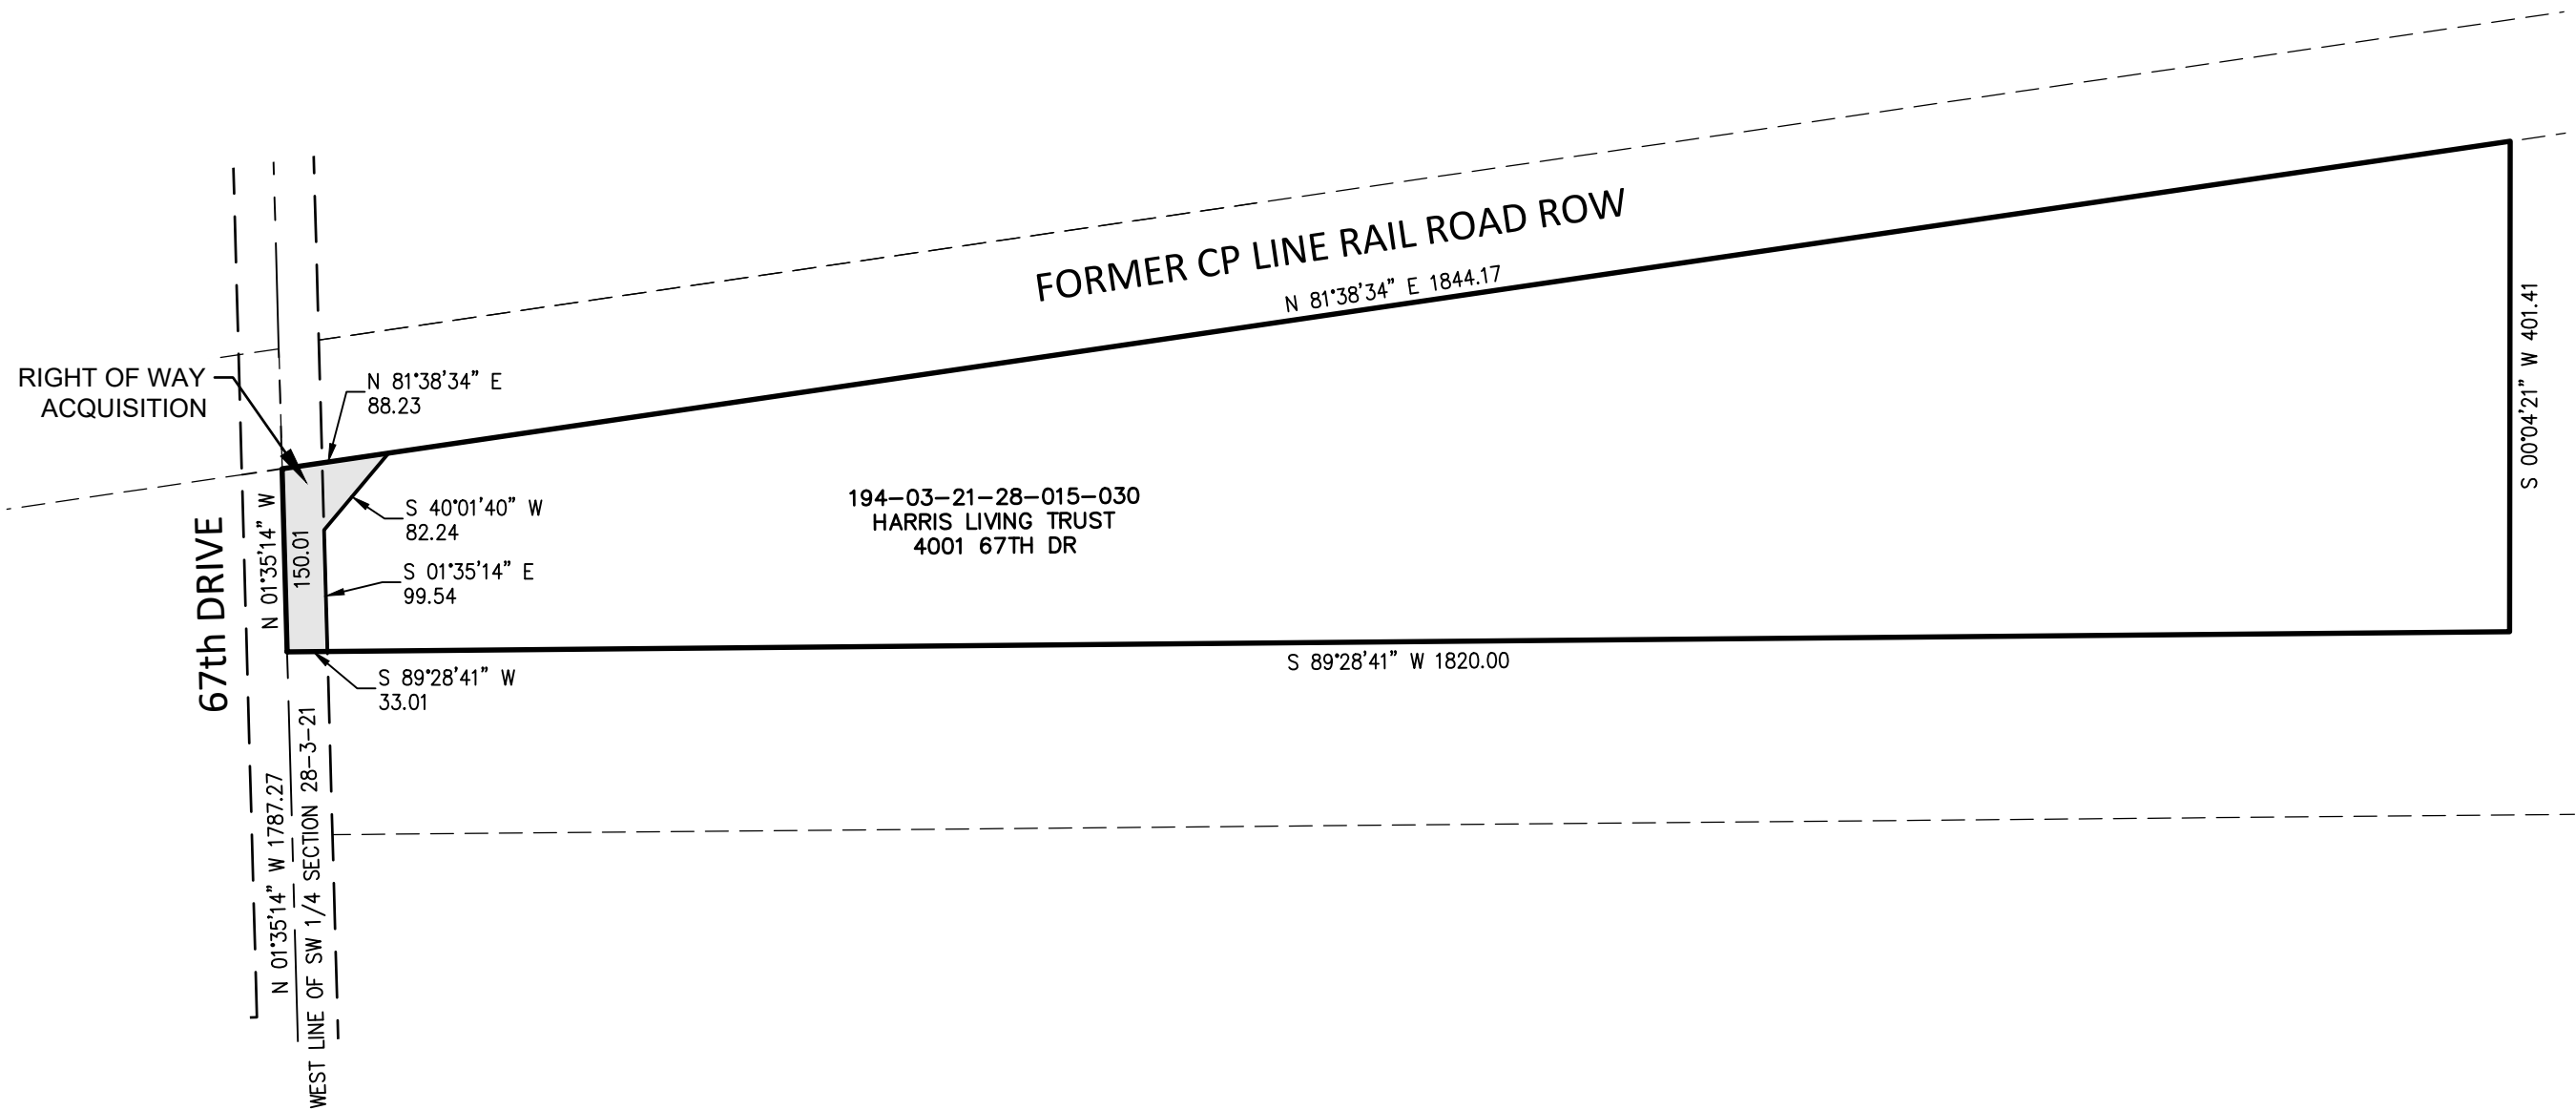 FORMER CP LINE RAIL ROAD ROW
N 81°38'34" E 1844.17
S 00°04'21" W 401.41
RIGHT OF WAY
ACQUISITION
N 81°38'34" E
88.23
S 40°01'40" W
82.24
S 01°35'14" E
99.54
194-03-21-28-015-030
HARRIS LIVING TRUST
4001 67TH DR
67th DRIVE
N 01°35'14" W
150.01
S 89°28'41" W
33.01
S 89°28'41" W 1820.00
N 01°35'14" W 1787.27
WEST LINE OF SW 1/4 SECTION 28-3-21